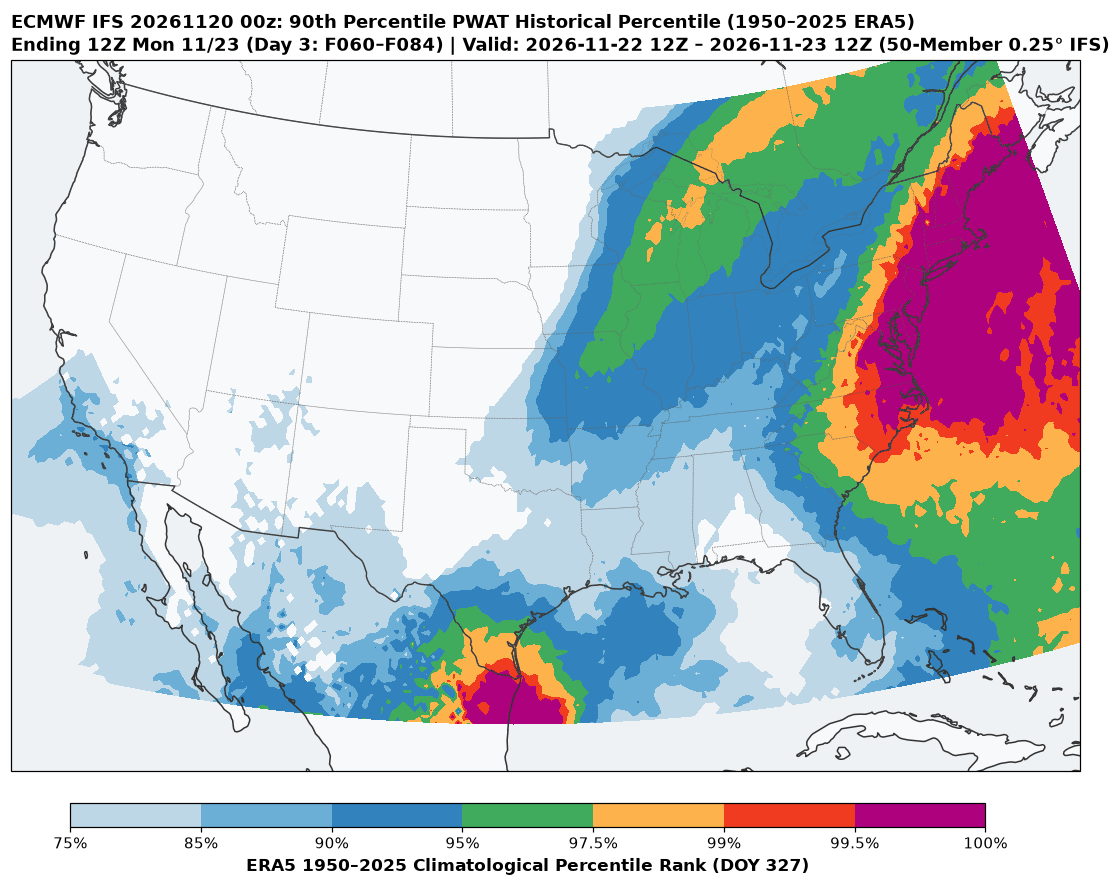 ECMWF IFS 20261120 00z: 90th Percentile PWAT Historical Percentile (1950–2025 ERA5)
Ending 12Z Mon 11/23 (Day 3: F060–F084) | Valid: 2026-11-22 12Z – 2026-11-23 12Z (50-Member 0.25° IFS)
75% 85% 90% 95% 97.5% 99% 99.5% 100%
ERA5 1950–2025 Climatological Percentile Rank (DOY 327)